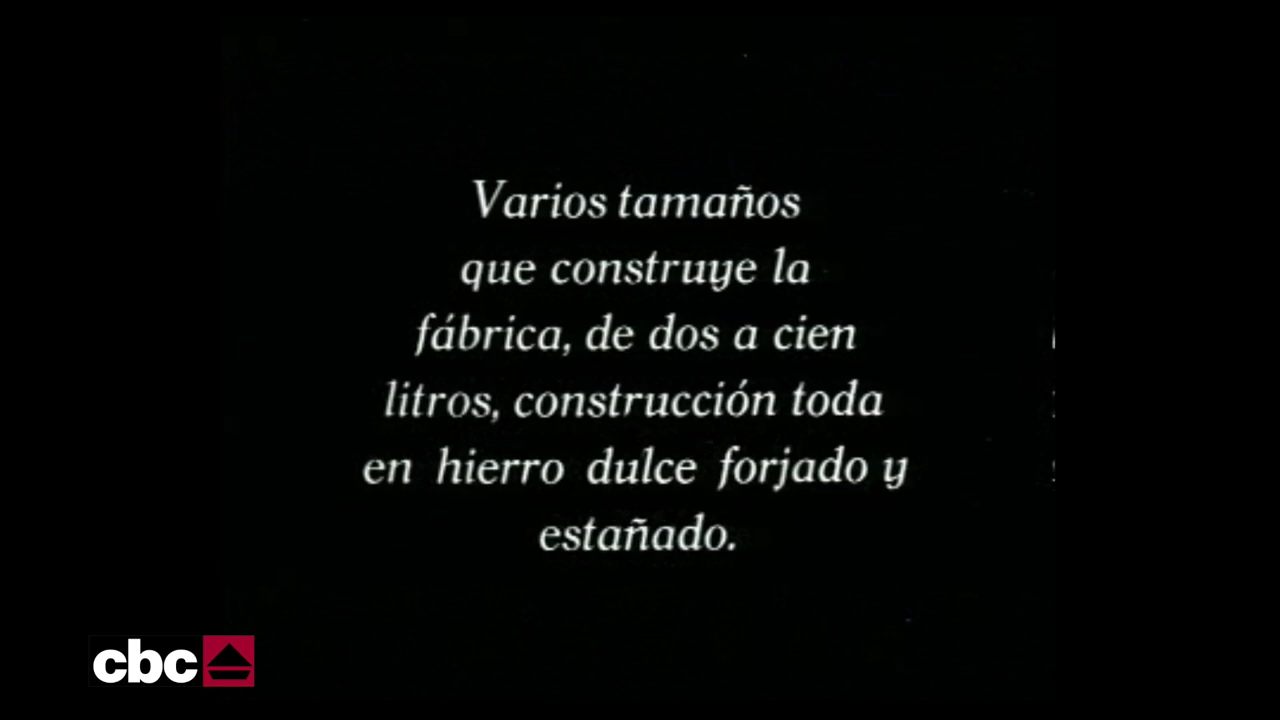 Varios tamaños
que construye la
fábrica, de dos a cien
litros, construcción toda
en hierro dulce forjado y
estañado.
cbc